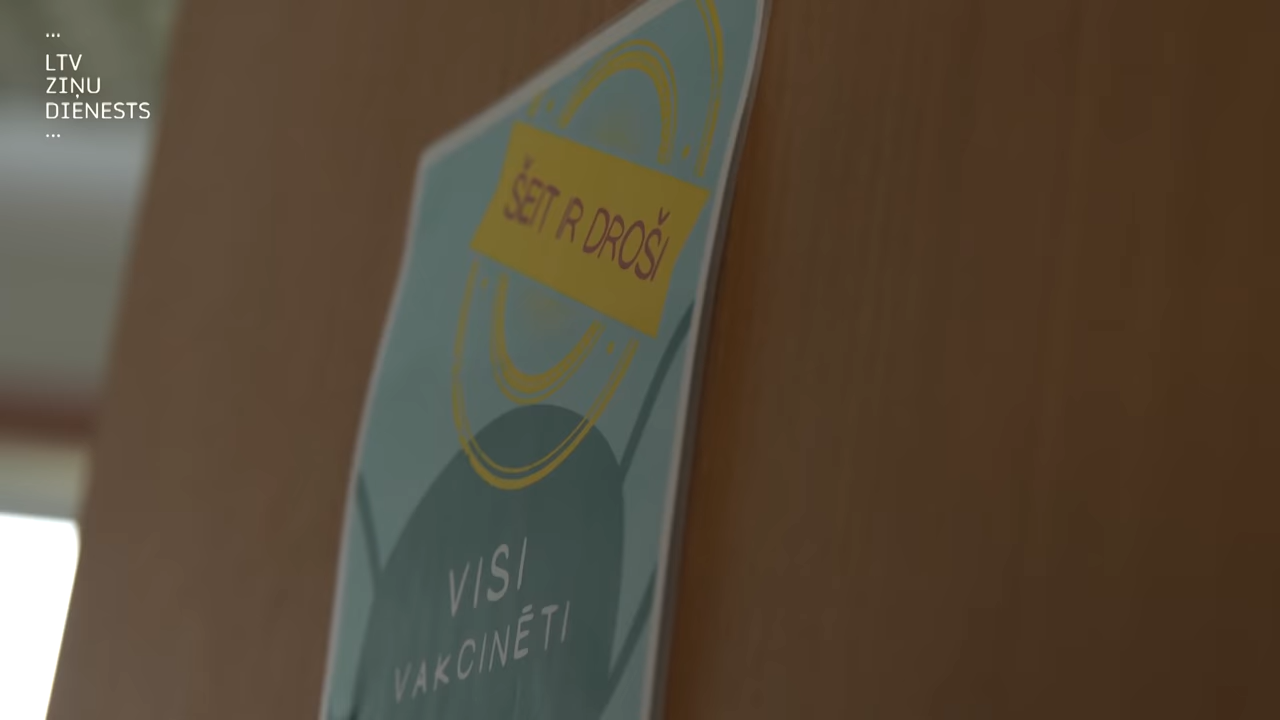 ...
LTV
ZIŅU
DIENESTS
...
ŠEIT IR DROŠI
VISI
VAKCINĒTI